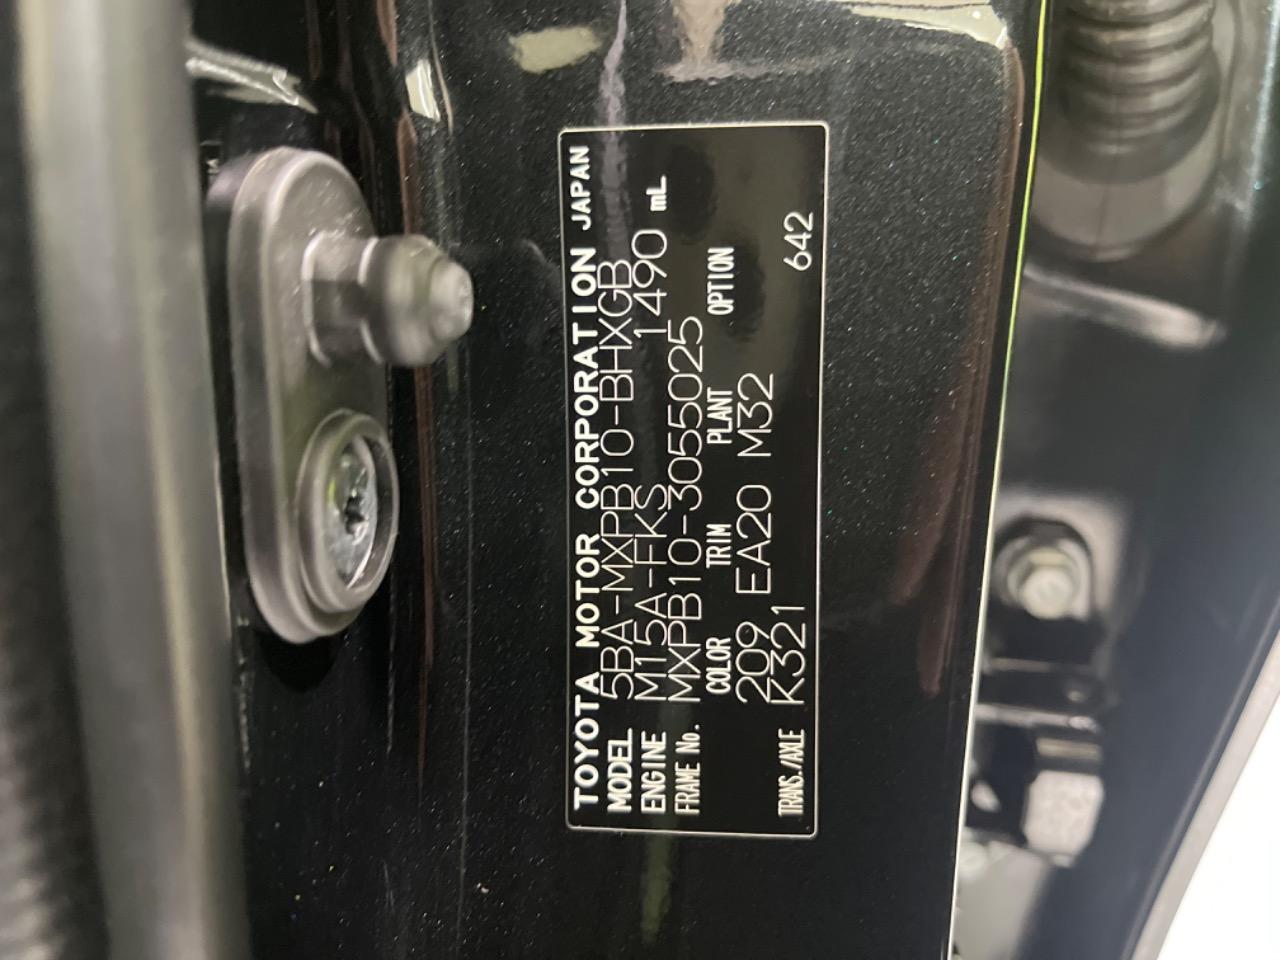 TOYOTA MOTOR CORPORATION JAPAN
MODEL 5BA-MXPB10-BHXGB
ENGINE M15A-FKS 1490 mL
FRAME No. MXPB10-3055025
COLOR TRIM PLANT OPTION
209 EA20 M32
TRANS./AXLE K321 642